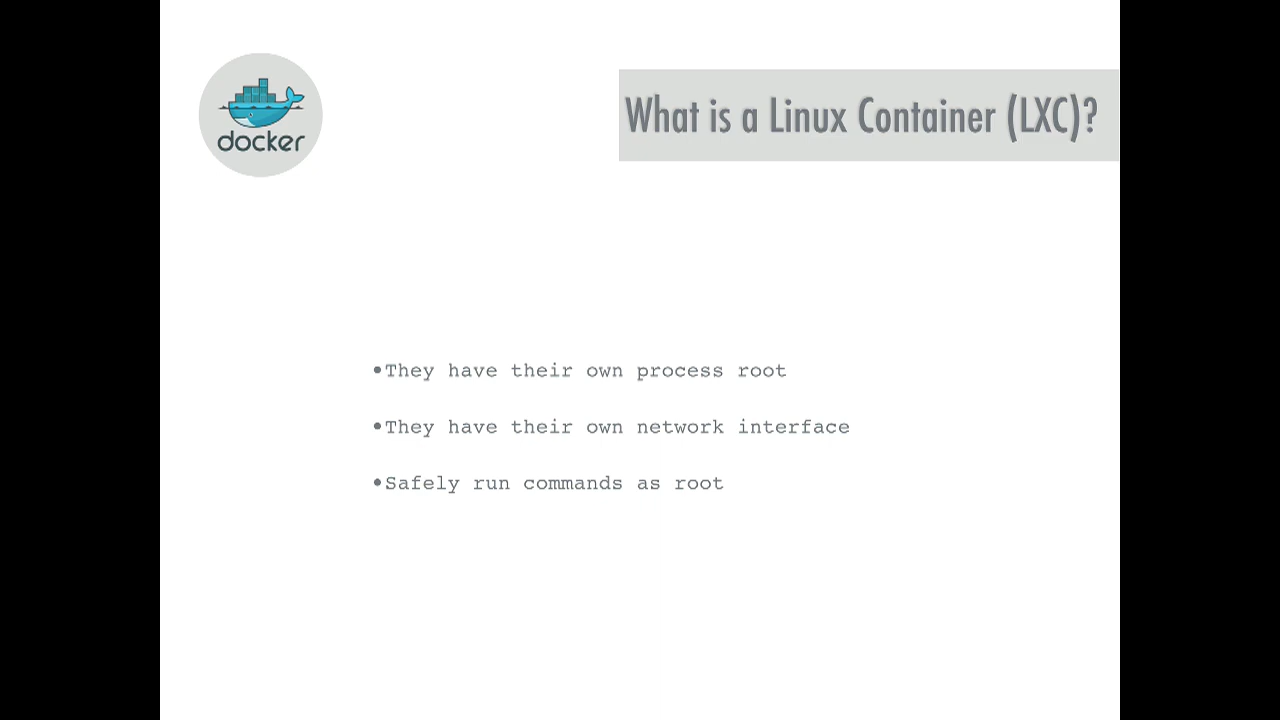 docker
What is a Linux Container (LXC)?
•They have their own process root
•They have their own network interface
•Safely run commands as root